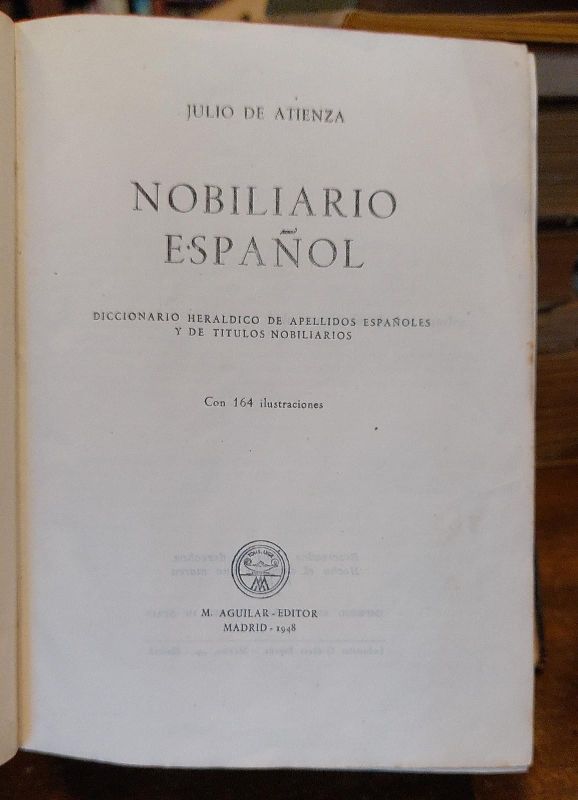 JULIO DE ATIENZA
NOBILIARIO
ESPAÑOL
DICCIONARIO HERALDICO DE APELLIDOS ESPAÑOLES
Y DE TITULOS NOBILIARIOS
Con 164 ilustraciones
M. AGUILAR-EDITOR
MADRID-1948